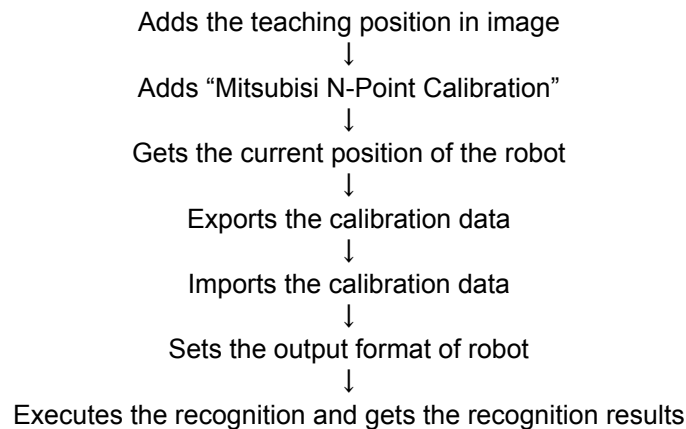 Adds the teaching position in image
↓
Adds “Mitsubisi N-Point Calibration”
↓
Gets the current position of the robot
↓
Exports the calibration data
↓
Imports the calibration data
↓
Sets the output format of robot
↓
Executes the recognition and gets the recognition results